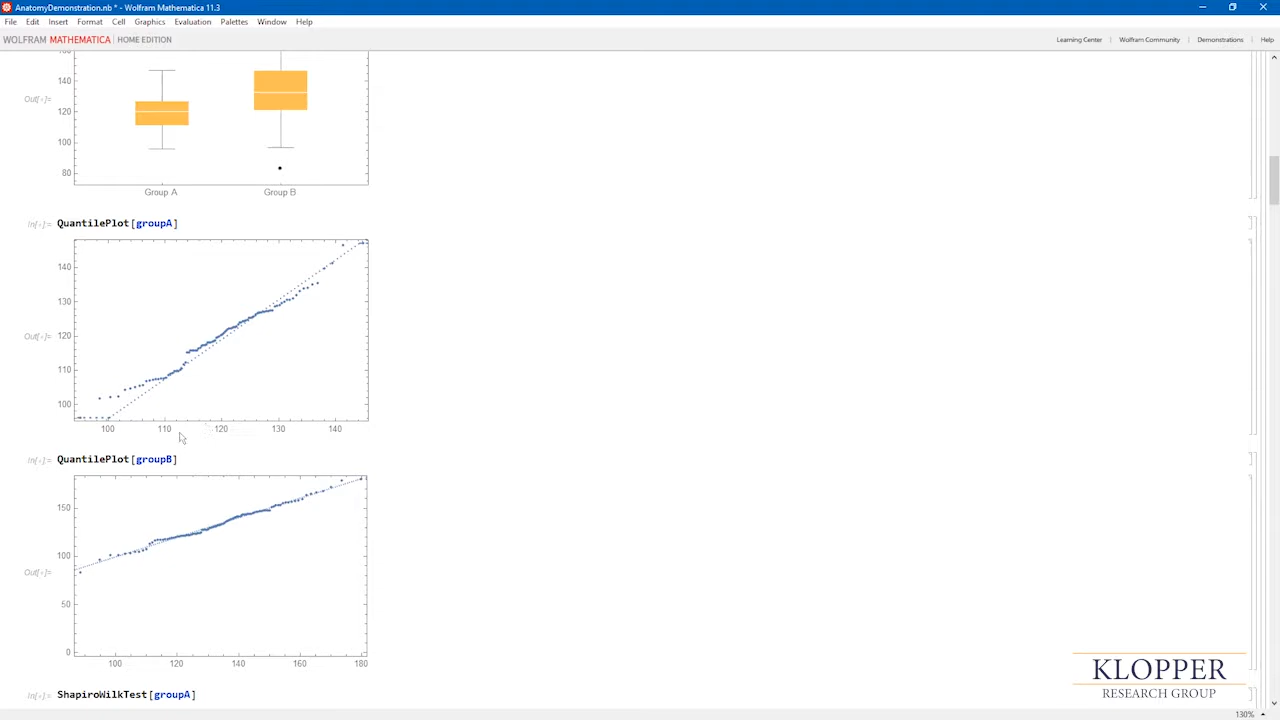 AnatomyDemonstration.nb * - Wolfram Mathematica 11.3
File Edit Insert Format Cell Graphics Evaluation Palettes Window Help
WOLFRAM MATHEMATICA | HOME EDITION
Learning Center | Wolfram Community | Demonstrations | Help
160
140
120
100
80
Out[•]=
Group A Group B
In[•]:= QuantilePlot[groupA]
140
130
120
110
100
Out[•]=
100 110 120 130 140
In[•]:= QuantilePlot[groupB]
150
100
50
0
Out[•]=
100 120 140 160 180
In[•]:= ShapiroWilkTest[groupA]
KLOPPER
RESEARCH GROUP
130%